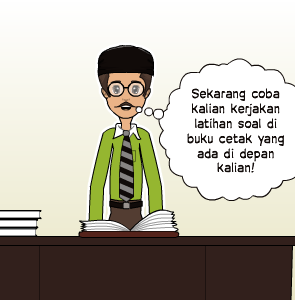 Sekarang coba
kalian kerjakan
latihan soal di
buku cetak yang
ada di depan
kalian!